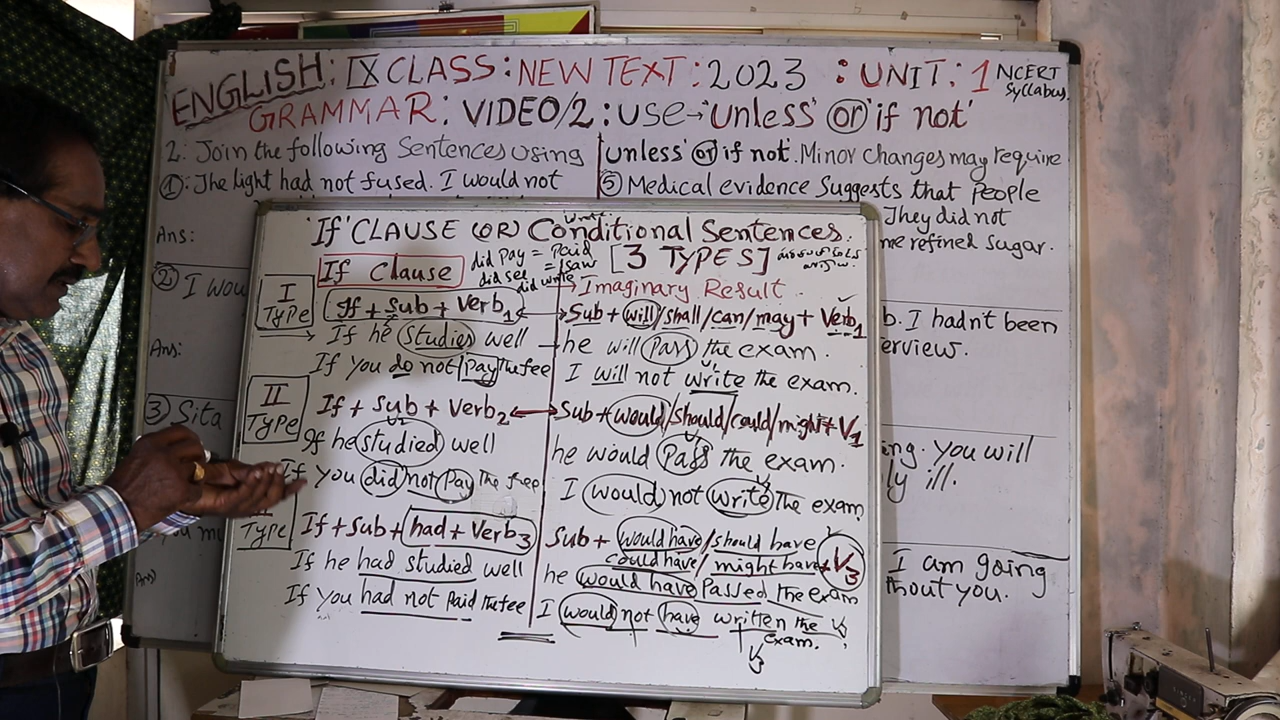 ENGLISH: IX CLASS: NEW TEXT: 2023 : UNIT: 1 NCERT Syllabus.
GRAMMAR: VIDEO/2: USE→'Unless' or 'if not'
2: Join the following Sentences using 'Unless' or 'if not'. Minor changes may require
①: The light had not fused. I would not
Ans:
② I wou
Ans:
③ Sita
Ans)
⑤ Medical evidence Suggests that people
They did not
refined Sugar.
b. I hadn't been
erview.
ing. you will
ly ill.
I am going
thout you.
'If' CLAUSE (OR) Conditional Sentences.
If Clause
did Pay = Paid
did see = saw
did write
[3 TYPES]
Imaginary Result
I TYPE
If + Sub + Verb1
Sub + will/shall/can/may + Verb1
If he studies well
he will Pass the exam.
If you do not Pay the fee
I will not write the exam.
II TYPE
If + Sub + Verb2
Sub + would/should/could/might + V1
If he studied well
he would Pass the exam.
If you did not Pay the fee
I would not write the exam
TYPE
If + Sub + had + Verb3
Sub + would have/should have
could have/might have + V3
If he had studied well
he would have Passed the exam
If you had not Paid the fee
I would not have written the
exam.